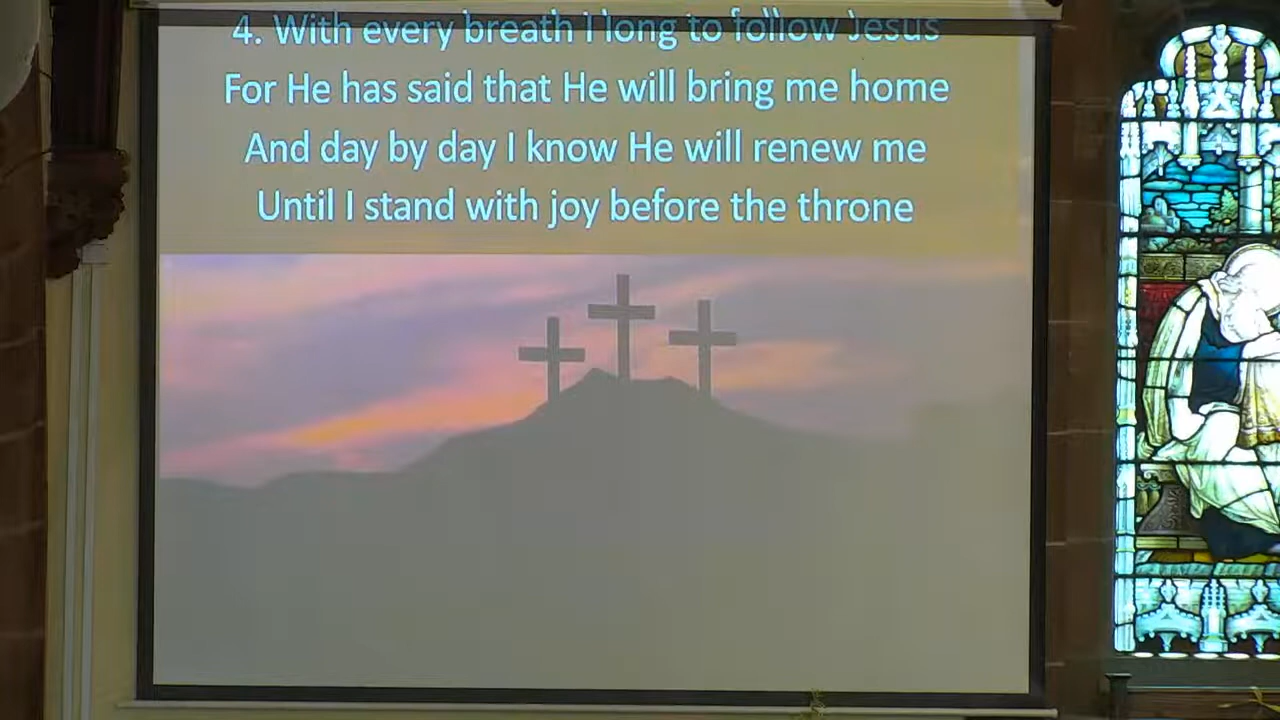 4. With every breath I long to follow Jesus
For He has said that He will bring me home
And day by day I know He will renew me
Until I stand with joy before the throne